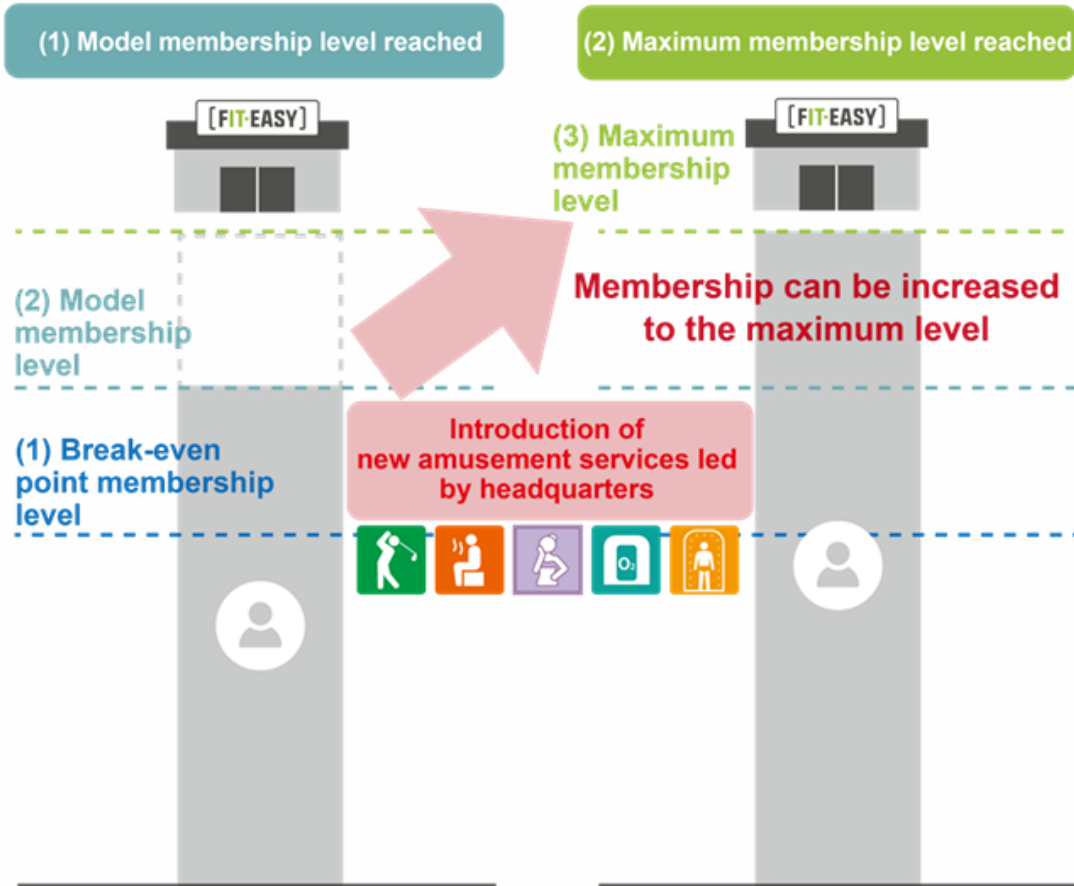 (1) Model membership level reached
(2) Maximum membership level reached
[FIT-EASY]
[FIT-EASY]
(3) Maximum
membership
level
(2) Model
membership
level
Membership can be increased
to the maximum level
(1) Break-even
point membership
level
Introduction of
new amusement services led
by headquarters
O₂